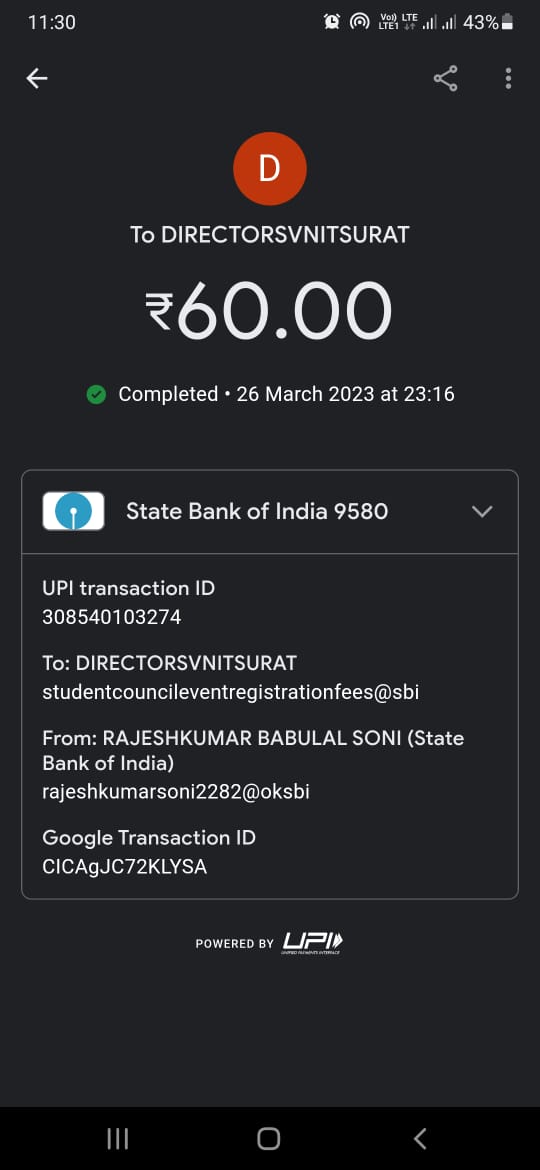 11:30
Vo) LTE
LTE1 43%
D
To DIRECTORSVNITSURAT
₹60.00
Completed • 26 March 2023 at 23:16
State Bank of India 9580
UPI transaction ID
308540103274
To: DIRECTORSVNITSURAT
studentcouncileventregistrationfees@sbi
From: RAJESHKUMAR BABULAL SONI (State
Bank of India)
rajeshkumarsoni2282@oksbi
Google Transaction ID
CICAgJC72KLYSA
POWERED BY UPI
UNIFIED PAYMENTS INTERFACE